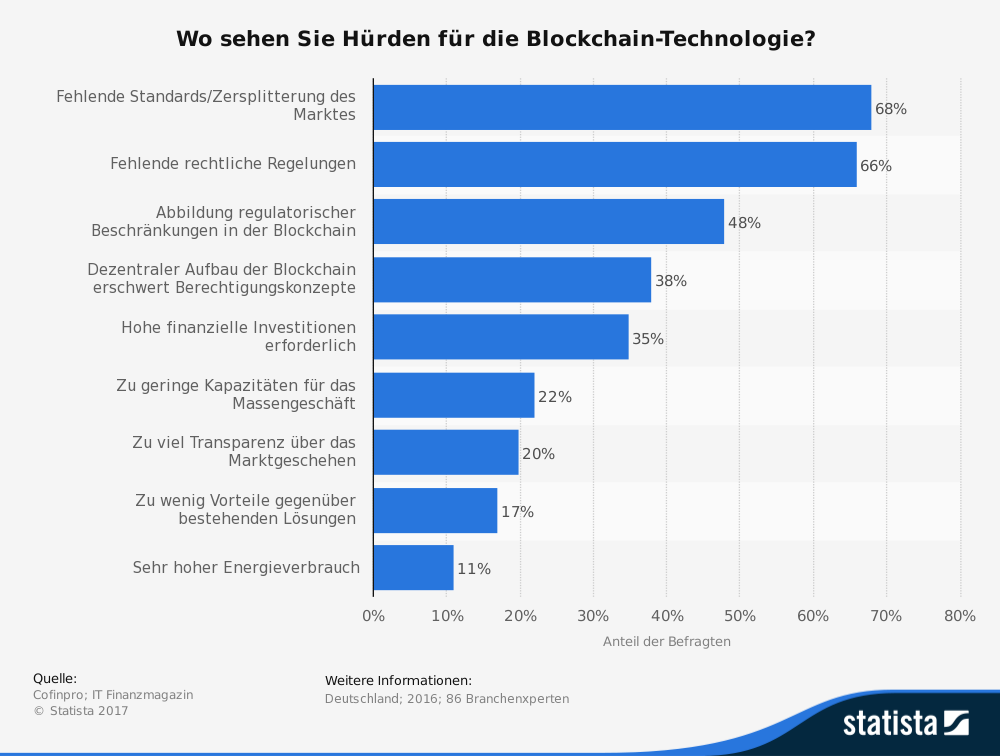 Wo sehen Sie Hürden für die Blockchain-Technologie?
Fehlende Standards/Zersplitterung des
Marktes
68%
Fehlende rechtliche Regelungen
66%
Abbildung regulatorischer
Beschränkungen in der Blockchain
48%
Dezentraler Aufbau der Blockchain
erschwert Berechtigungskonzepte
38%
Hohe finanzielle Investitionen
erforderlich
35%
Zu geringe Kapazitäten für das
Massengeschäft
22%
Zu viel Transparenz über das
Marktgeschehen
20%
Zu wenig Vorteile gegenüber
bestehenden Lösungen
17%
Sehr hoher Energieverbrauch
11%
0% 10% 20% 30% 40% 50% 60% 70% 80%
Anteil der Befragten
Quelle:
Cofinpro; IT Finanzmagazin
© Statista 2017
Weitere Informationen:
Deutschland; 2016; 86 Branchenxperten
statista